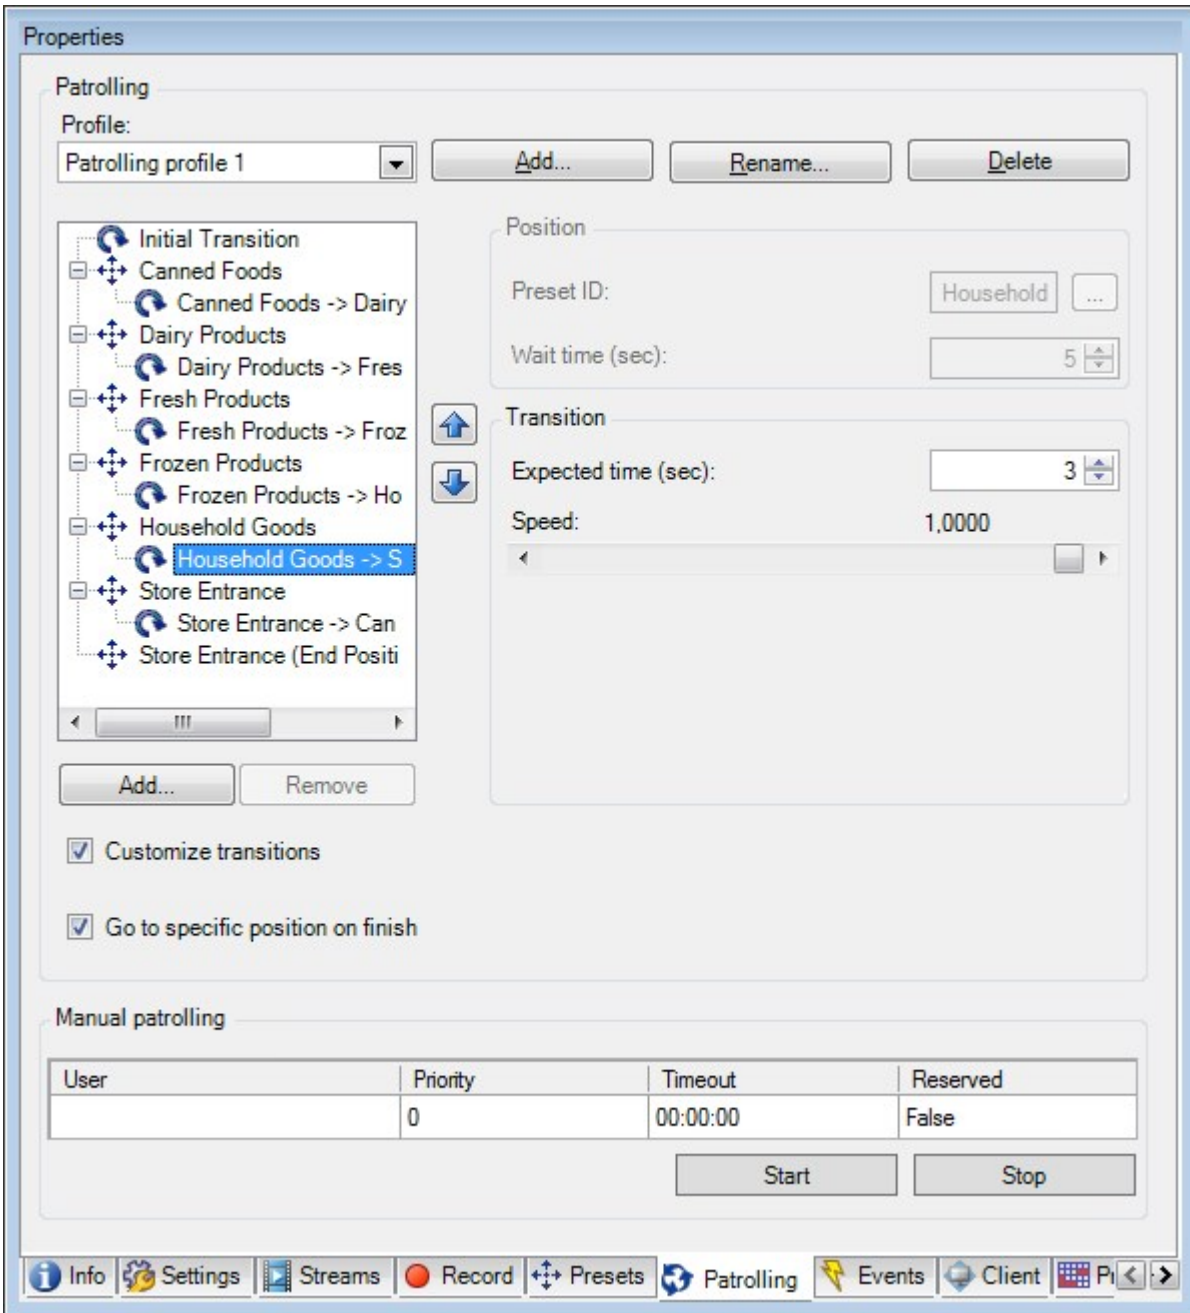 Properties
Patrolling
Profile:
Patrolling profile 1
Add...
Rename...
Delete
Initial Transition
Canned Foods
Canned Foods -> Dairy
Dairy Products
Dairy Products -> Fres
Fresh Products
Fresh Products -> Froz
Frozen Products
Frozen Products -> Ho
Household Goods
Household Goods -> S
Store Entrance
Store Entrance -> Can
Store Entrance (End Positi
Add...
Remove
Position
Preset ID:
Household
...
Wait time (sec):
5
Transition
Expected time (sec):
3
Speed:
1,0000
Customize transitions
Go to specific position on finish
Manual patrolling
User Priority Timeout Reserved
0 00:00:00 False
Start
Stop
Info Settings Streams Record Presets Patrolling Events Client